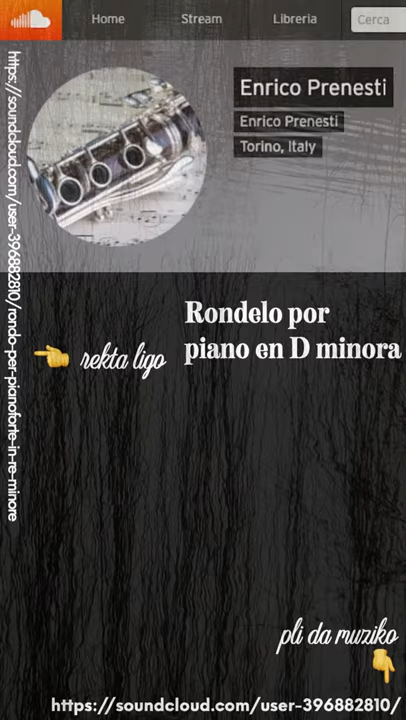 Home
Stream
Libreria
Cerca
Enrico Prenesti
Enrico Prenesti
Torino, Italy
https://soundcloud.com/user-396882810/rondo-per-pianoforte-in-re-minore
Rondelo por
piano en D minora
rekta ligo
pli da muziko
https://soundcloud.com/user-396882810/